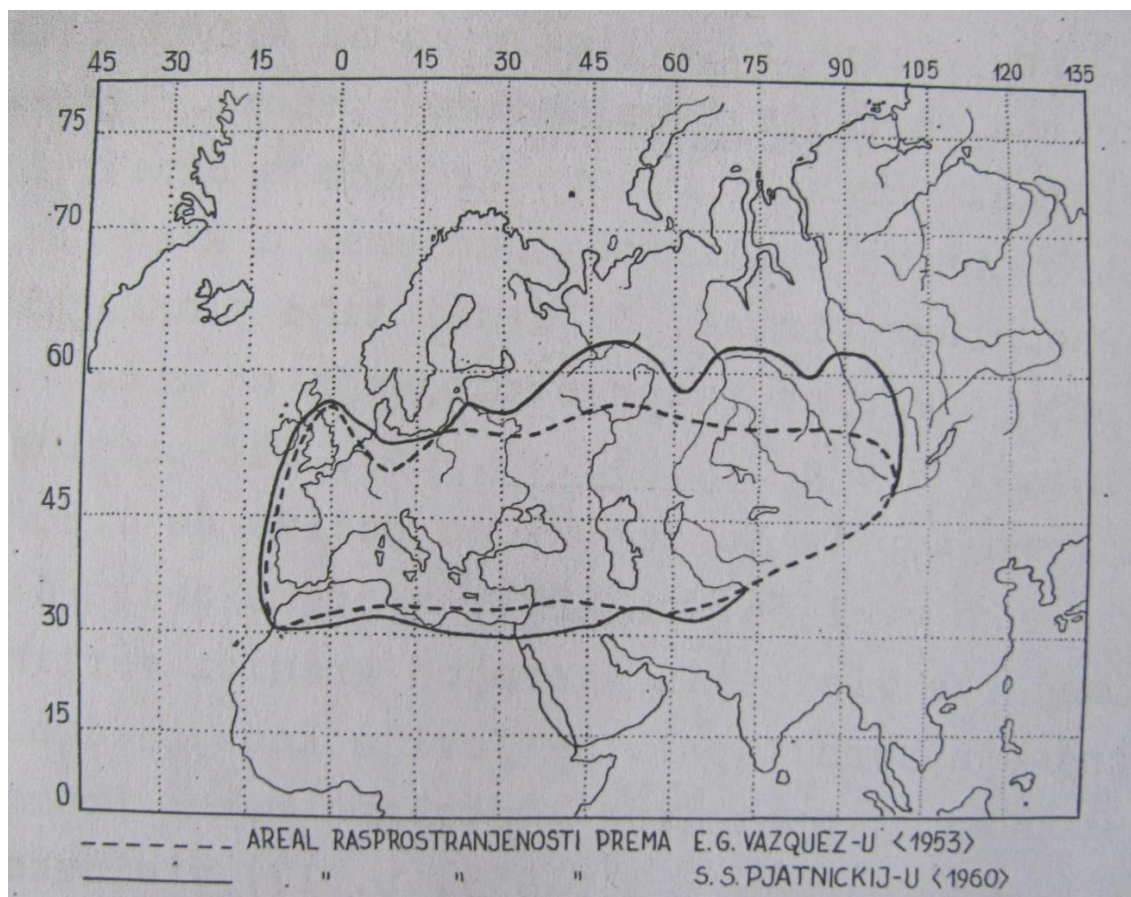 45 30 15 0 15 30 45 60 75 90 105 120 135
75
70
60
45
30
15
0
AREAL RASPROSTRANJENOSTI PREMA E.G. VAZQUEZ-U <1953>
" " " S.S. PJATNICKIJ-U <1960>